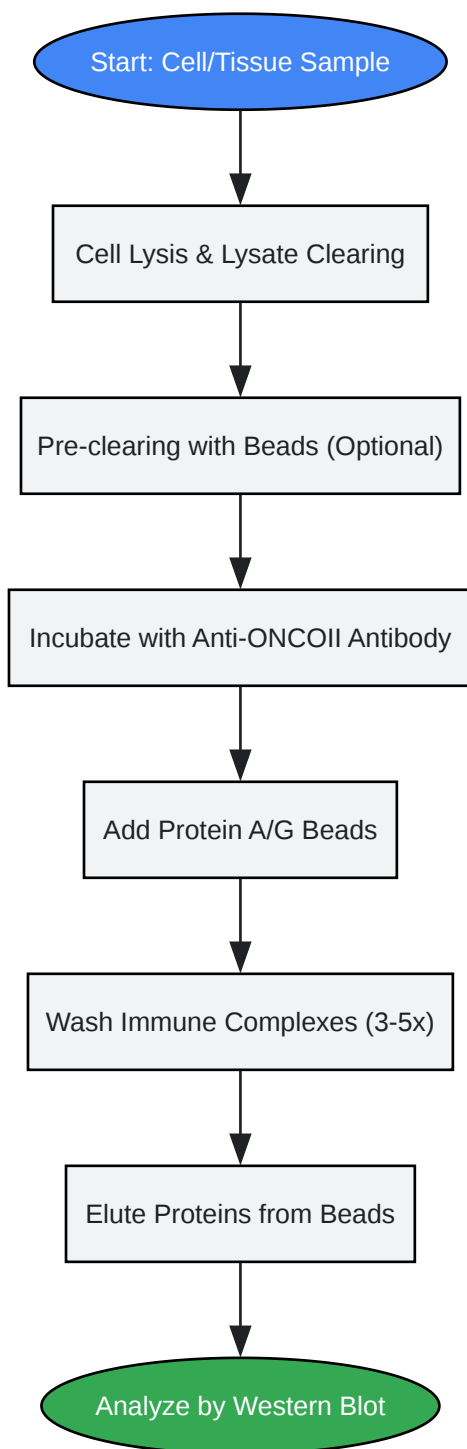 Start: Cell/Tissue Sample
Cell Lysis & Lysate Clearing
Pre-clearing with Beads (Optional)
Incubate with Anti-ONCOII Antibody
Add Protein A/G Beads
Wash Immune Complexes (3-5x)
Elute Proteins from Beads
Analyze by Western Blot